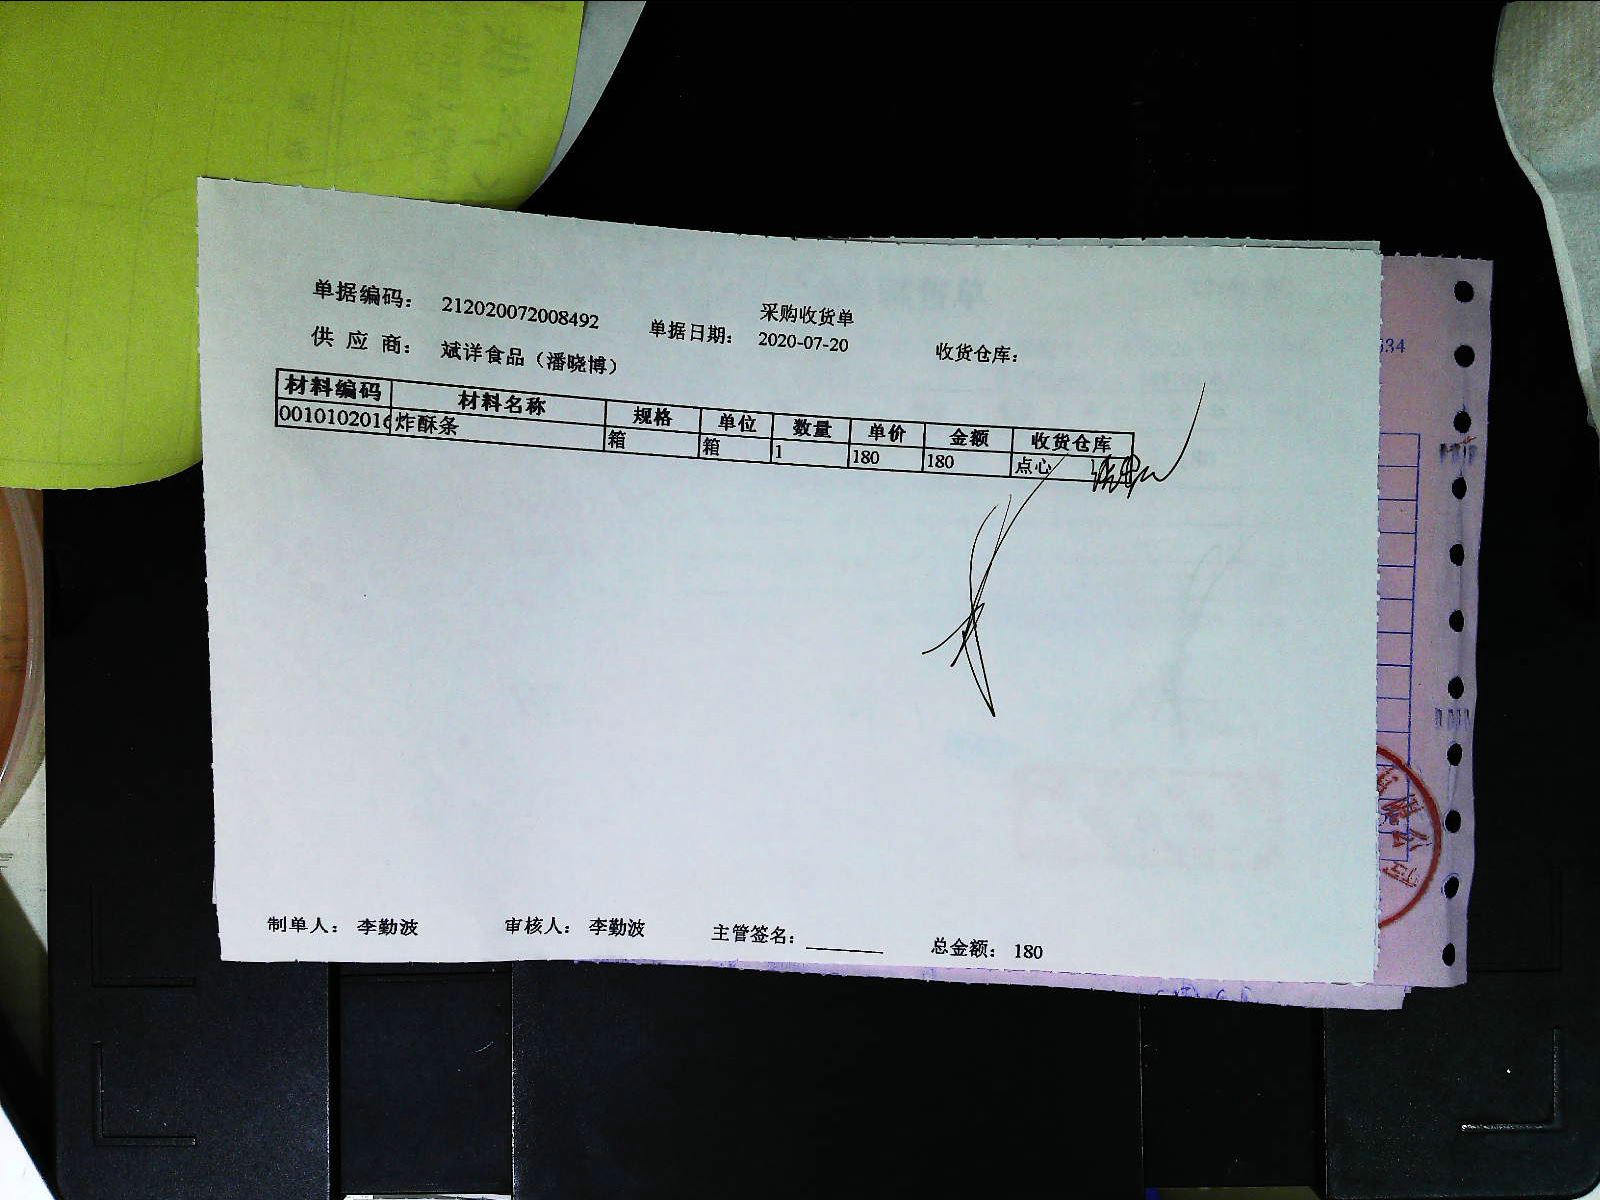 采购收货单
单据编码： 212020072008492 单据日期： 2020-07-20 收货仓库：
供 应 商： 斌洋食品（潘晓博）
材料编码 材料名称 规格 单位 数量 单价 金额 收货仓库
0010102016 炸酥条 箱 箱 1 180 180 点心
制单人： 李勤波 审核人： 李勤波 主管签名： 总金额： 180